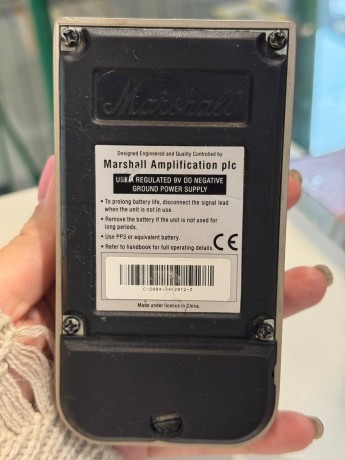 Marshall
Designed Engineered and Quality Controlled by
Marshall Amplification plc
USE A REGULATED 9V DC NEGATIVE
GROUND POWER SUPPLY
• To prolong battery life, disconnect the signal lead
when the unit is not in use.
• Remove the battery if the unit is not used for
long periods.
• Use PP3 or equivalent battery.
• Refer to handbook for full operating details.
CE
Made under licence in China.